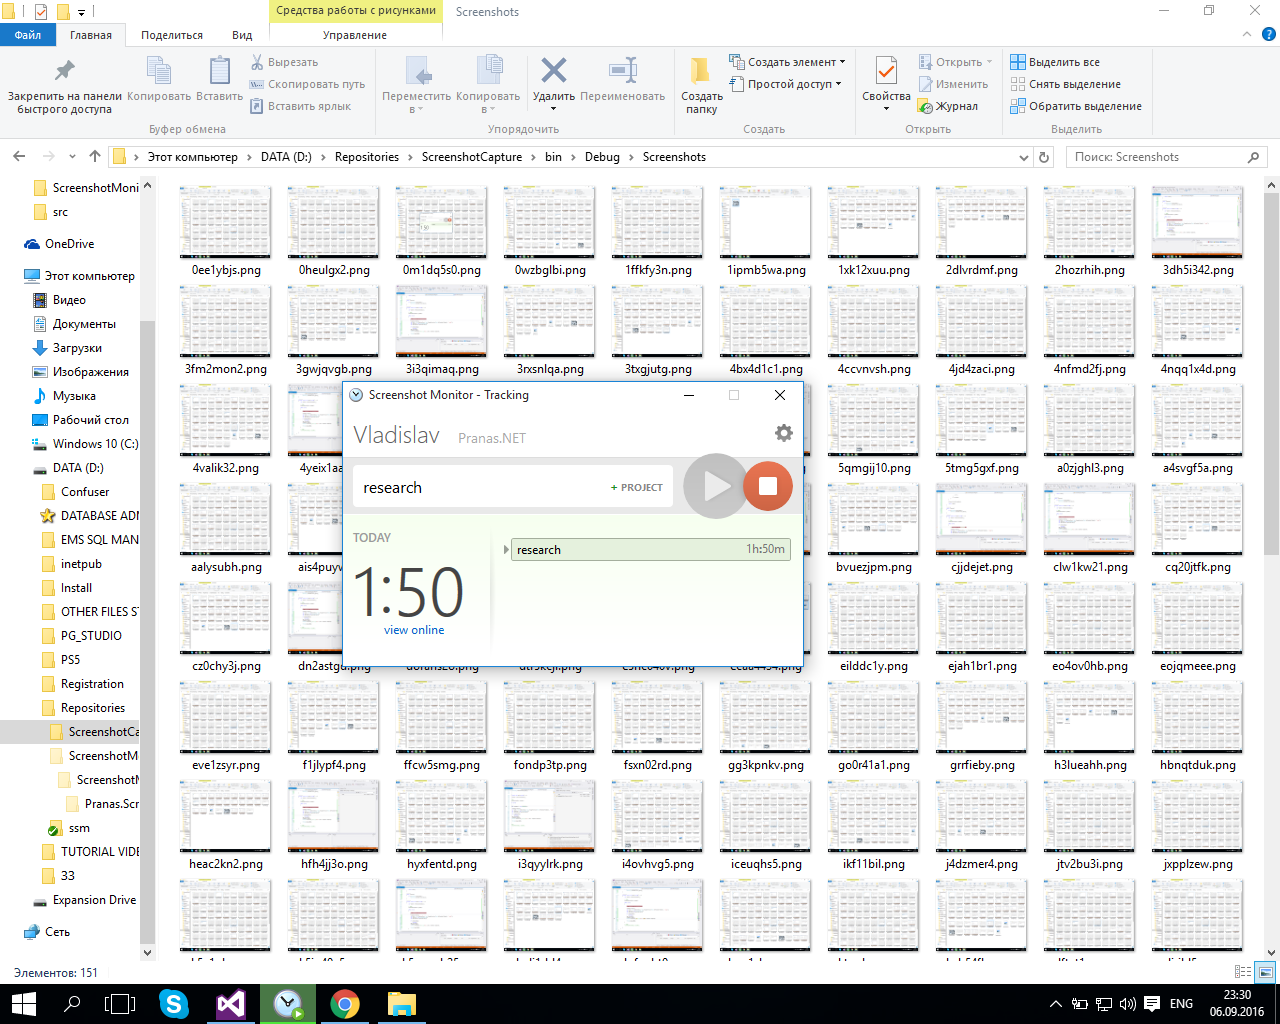 Средства работы с рисунками
Screenshots
Файл
Главная
Поделиться
Вид
Управление
Закрепить на панели быстрого доступа
Копировать
Вставить
Вырезать
Скопировать путь
Вставить ярлык
Буфер обмена
Переместить в
Копировать в
Удалить
Переименовать
Упорядочить
Создать папку
Создать элемент
Простой доступ
Создать
Свойства
Открыть
Изменить
Журнал
Открыть
Выделить все
Снять выделение
Обратить выделение
Выделить
Этот компьютер > DATA (D:) > Repositories > ScreenshotCapture > bin > Debug > Screenshots
Поиск: Screenshots
ScreenshotMoni
src
OneDrive
Этот компьютер
Видео
Документы
Загрузки
Изображения
Музыка
Рабочий стол
Windows 10 (C:)
DATA (D:)
Confuser
DATABASE ADM
EMS SQL MAN
inetpub
Install
OTHER FILES ST
PG_STUDIO
PS5
Registration
Repositories
ScreenshotCa
ScreenshotM
ScreenshotM
Pranas.Scr
ssm
TUTORIAL VIDE
33
Expansion Drive
Сеть
0ee1ybjs.png 0heulgx2.png 0m1dq5s0.png 0wzbglbi.png 1ffkfy3n.png 1ipmb5wa.png 1xk12xuu.png 2dlvrdmf.png 2hozrhih.png 3dh5i342.png
3fm2mon2.png 3gwjqvgb.png 3i3qimaq.png 3rxsnlqa.png 3txgjutg.png 4bx4d1c1.png 4ccvnvsh.png 4jd4zaci.png 4nfmd2fj.png 4nqq1x4d.png
4valik32.png 4yeix1aa 5qmgij10.png 5tmg5gxf.png a0zjghl3.png a4svgf5a.png
aalysubh.png ais4puyw bvuezjpm.png cjjdejet.png clw1kw21.png cq20jtfk.png
cz0chy3j.png dn2astgd eilddc1y.png ejah1br1.png eo4ov0hb.png eojqmeee.png
eve1zsyr.png f1jlypf4.png ffcw5smg.png fondp3tp.png fsxn02rd.png gg3kpnkv.png go0r41a1.png grrfieby.png h3lueahh.png hbnqtduk.png
heac2kn2.png hfh4jj3o.png hyxfentd.png i3qyylrk.png i4ovhvg5.png iceuqhs5.png ikf11bil.png j4dzmer4.png jtv2bu3i.png jxpplzew.png
Screenshot Monitor - Tracking
Vladislav Pranas.NET
research + PROJECT
TODAY
1:50
view online
research 1h:50m
Элементов: 151
ENG
23:30
06.09.2016